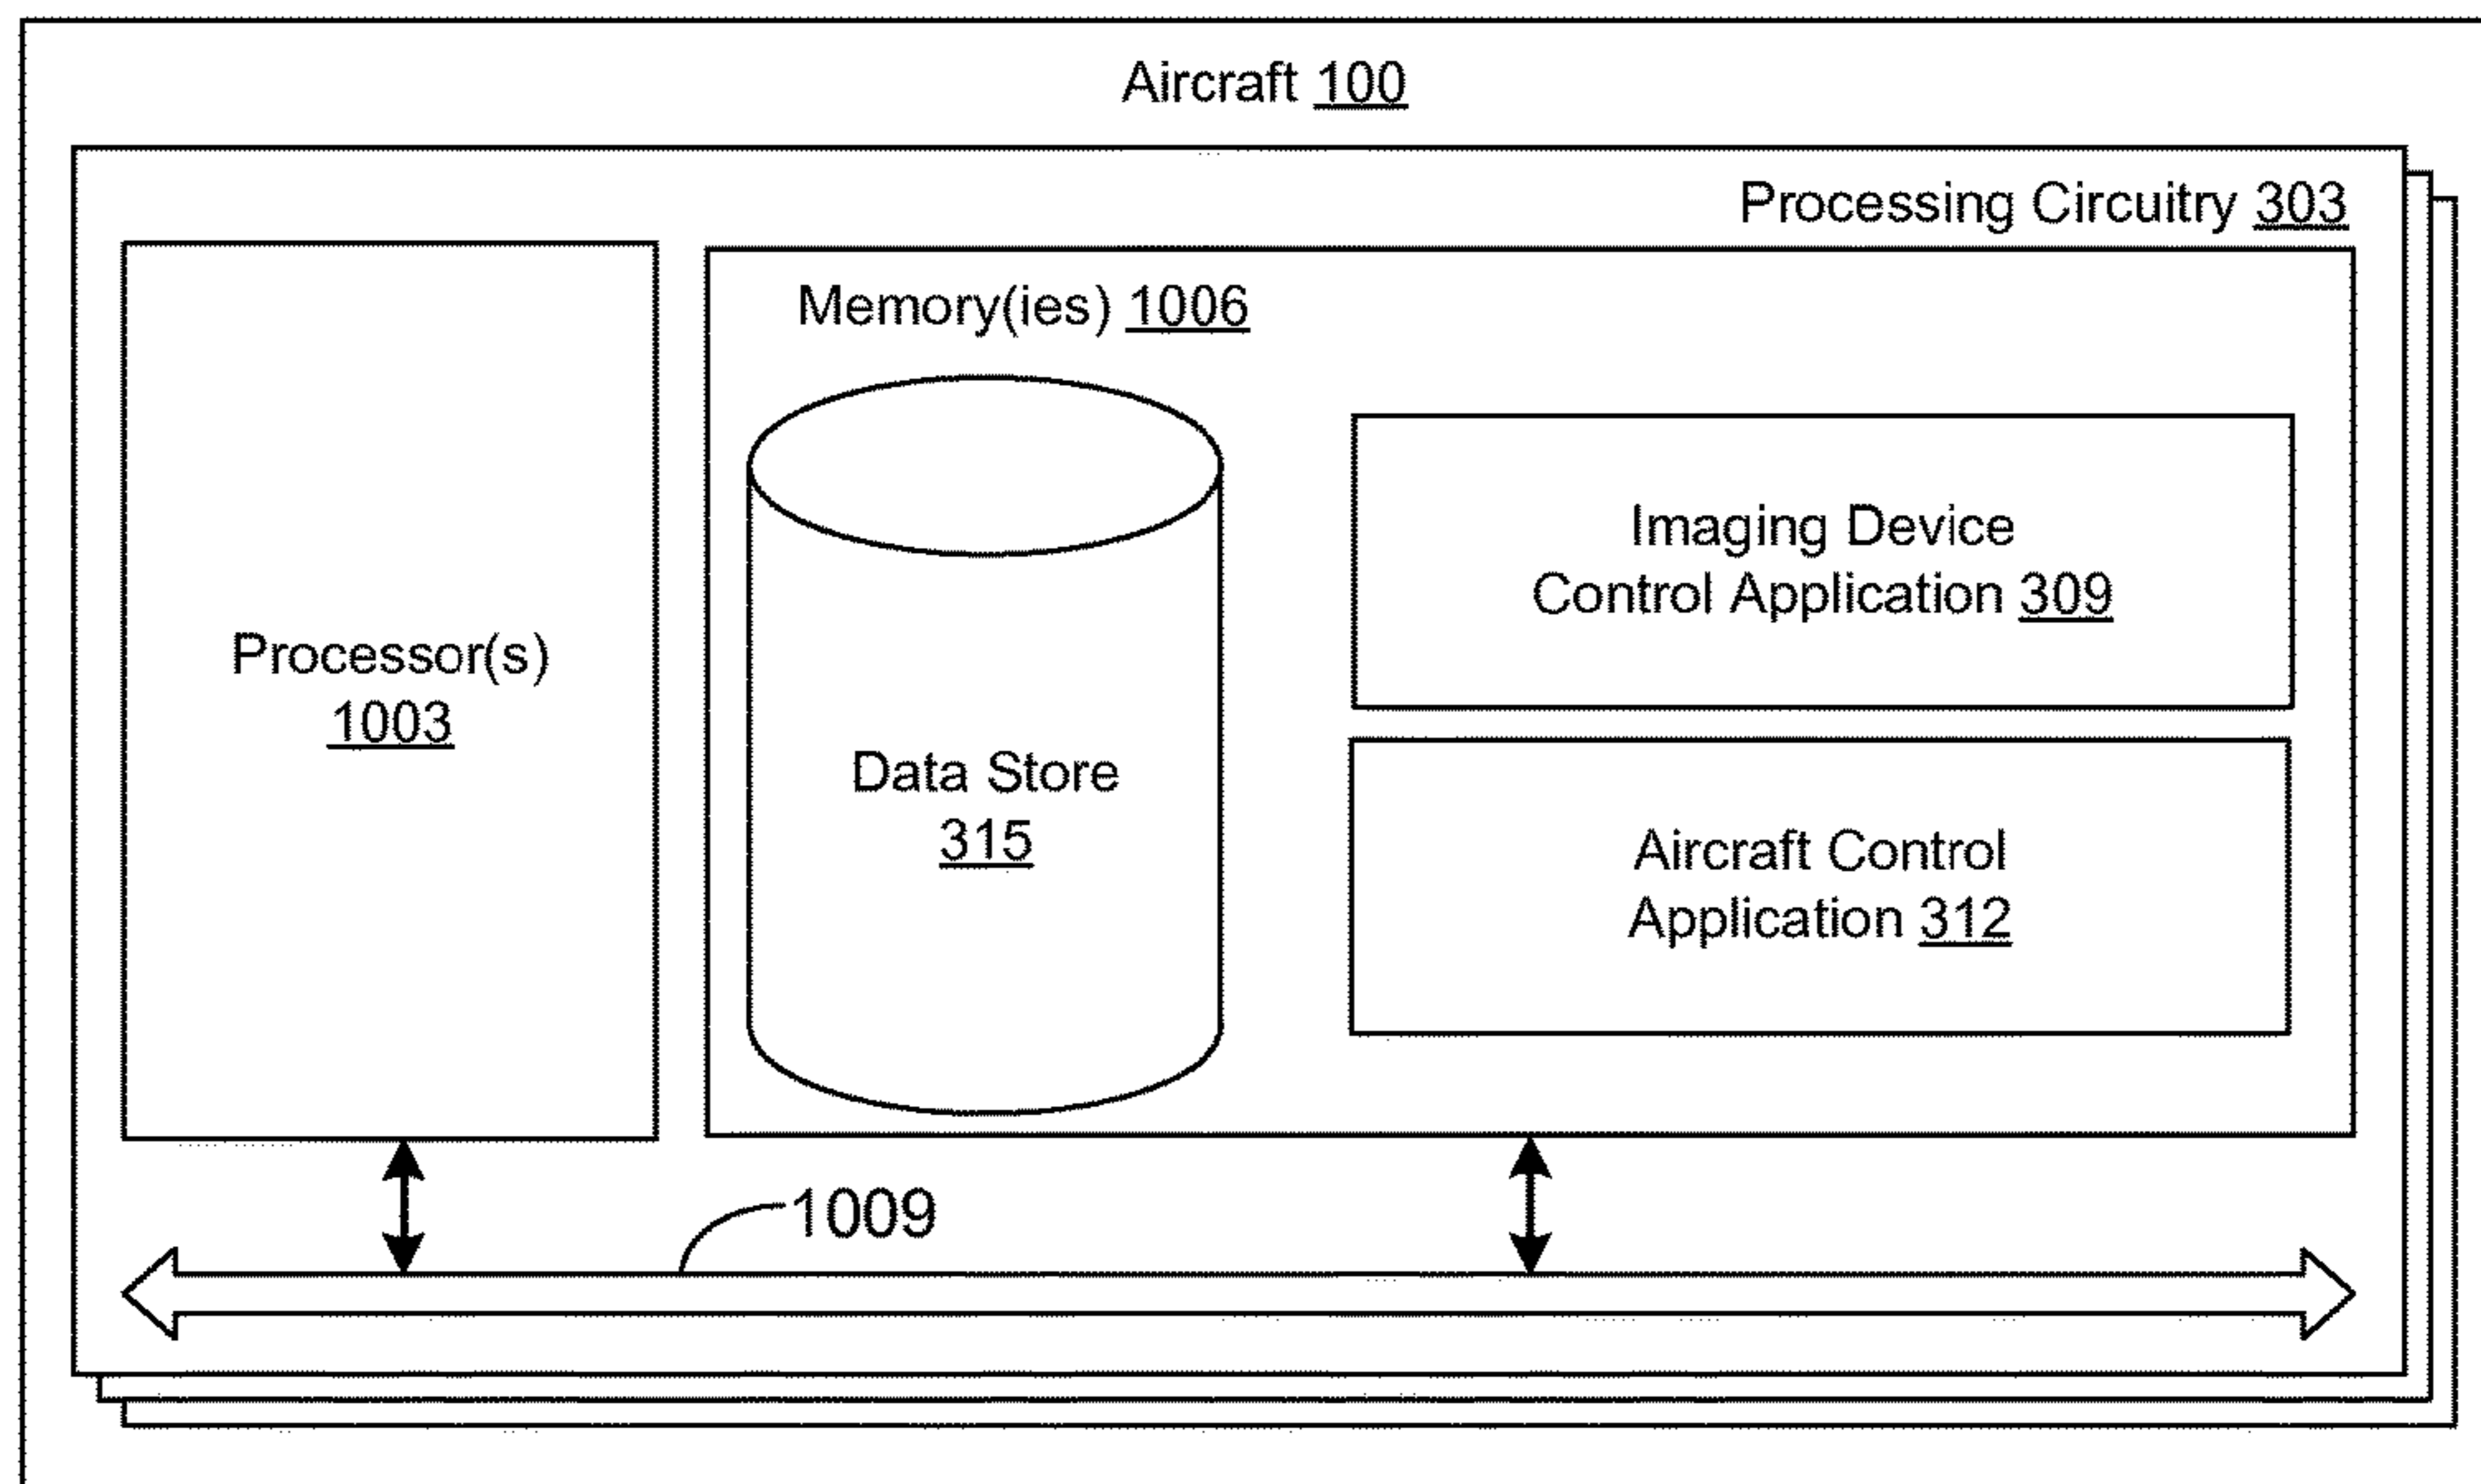 Aircraft 100
Processing Circuitry 303
Memory(ies) 1006
Imaging Device
Control Application 309
Processor(s)
1003
Data Store
315
Aircraft Control
Application 312
1009